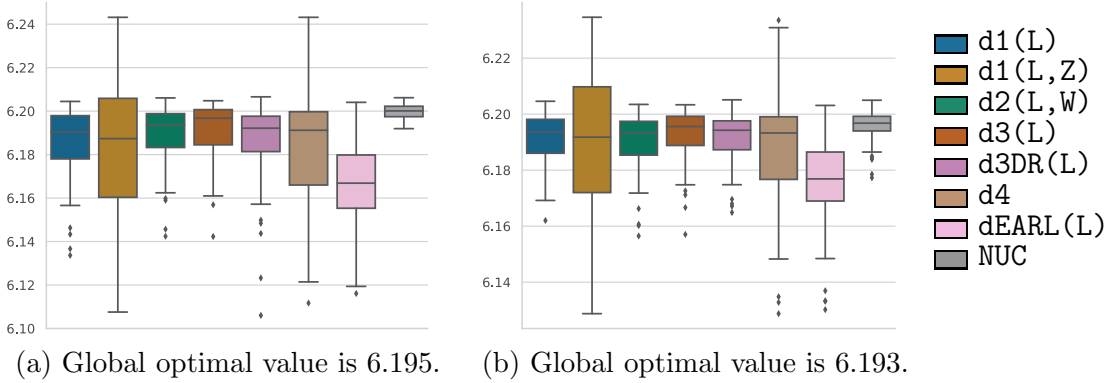 6.24
6.22
6.20
6.18
6.16
6.14
6.12
6.10
6.22
6.20
6.18
6.16
6.14
d1(L)
d1(L,Z)
d2(L,W)
d3(L)
d3DR(L)
d4
dEARL(L)
NUC
(a) Global optimal value is 6.195.
(b) Global optimal value is 6.193.